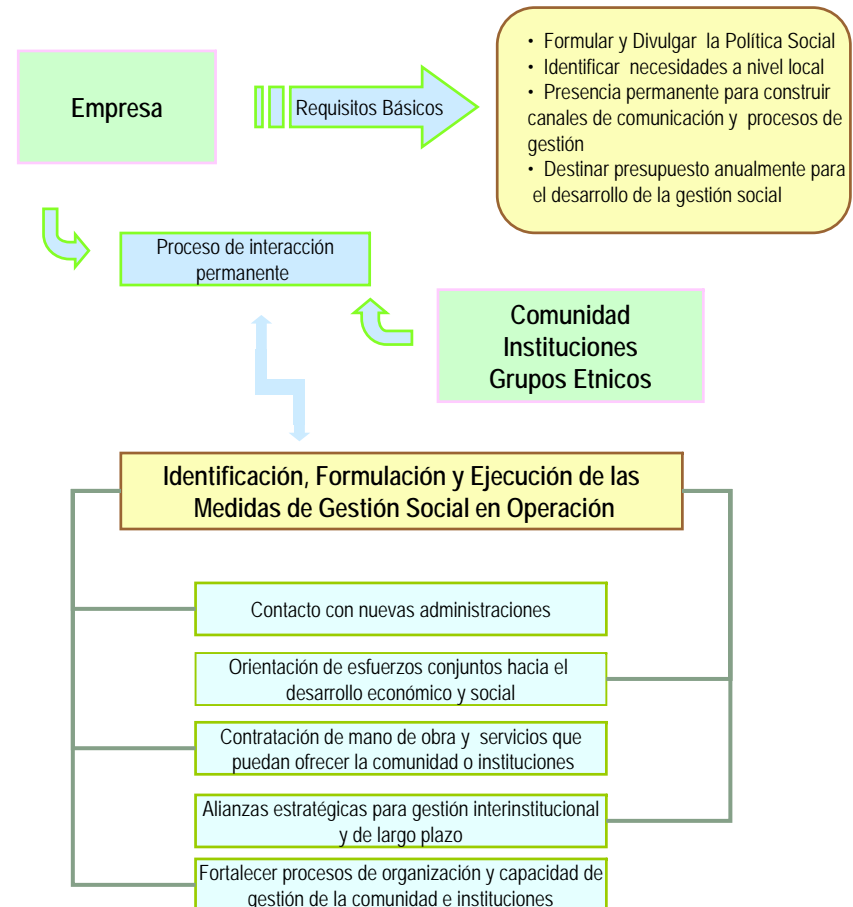 Empresa
Requisitos Básicos
• Formular y Divulgar la Política Social
• Identificar necesidades a nivel local
• Presencia permanente para construir
canales de comunicación y procesos de
gestión
• Destinar presupuesto anualmente para
el desarrollo de la gestión social
Proceso de interacción
permanente
Comunidad
Instituciones
Grupos Etnicos
Identificación, Formulación y Ejecución de las
Medidas de Gestión Social en Operación
Contacto con nuevas administraciones
Orientación de esfuerzos conjuntos hacia el
desarrollo económico y social
Contratación de mano de obra y servicios que
puedan ofrecer la comunidad o instituciones
Alianzas estratégicas para gestión interinstitucional
y de largo plazo
Fortalecer procesos de organización y capacidad de
gestión de la comunidad e instituciones